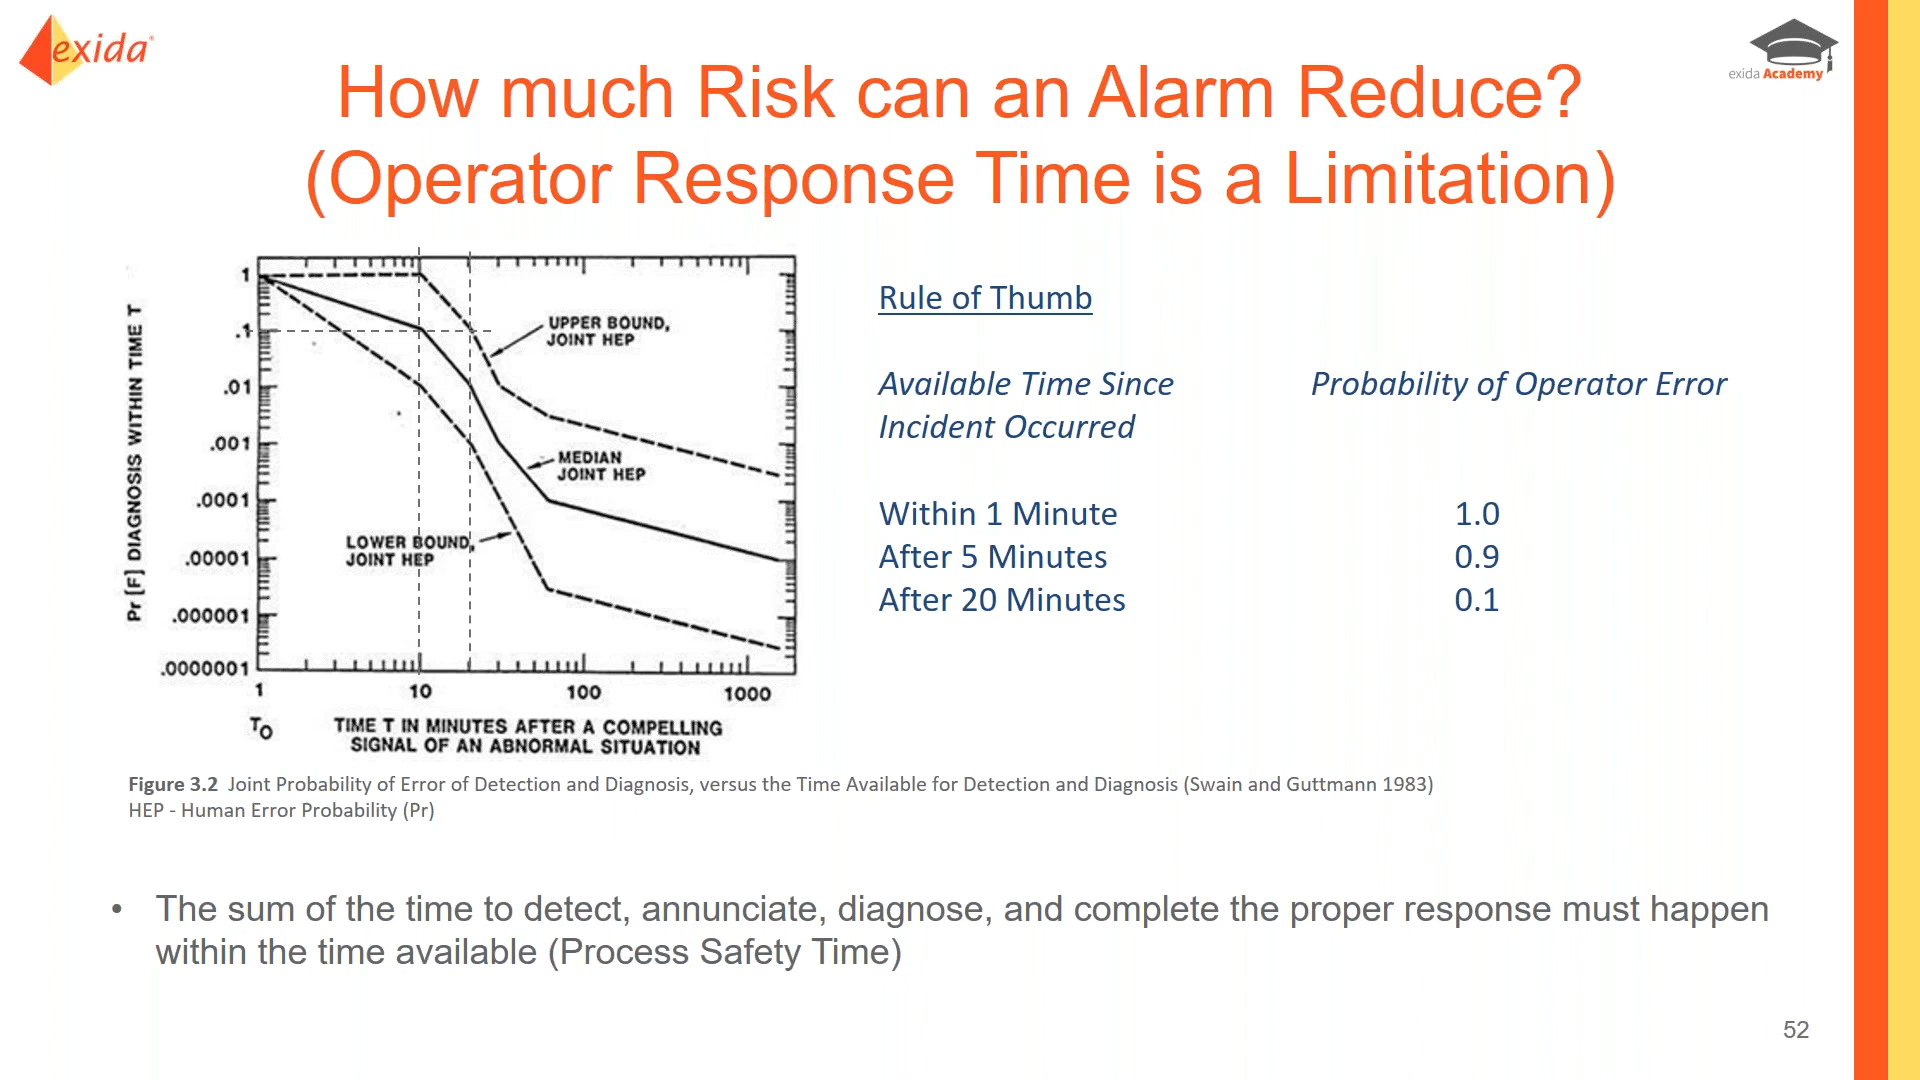 exida
exida Academy
How much Risk can an Alarm Reduce?
(Operator Response Time is a Limitation)
Pr [F] DIAGNOSIS WITHIN TIME T
1
.1
.01
.001
.0001
.00001
.000001
.0000001
UPPER BOUND,
JOINT HEP
MEDIAN
JOINT HEP
LOWER BOUND,
JOINT HEP
1
10
100
1000
TO
TIME T IN MINUTES AFTER A COMPELLING
SIGNAL OF AN ABNORMAL SITUATION
Rule of Thumb
Available Time Since Probability of Operator Error
Incident Occurred
Within 1 Minute 1.0
After 5 Minutes 0.9
After 20 Minutes 0.1
Figure 3.2 Joint Probability of Error of Detection and Diagnosis, versus the Time Available for Detection and Diagnosis (Swain and Guttmann 1983)
HEP - Human Error Probability (Pr)
• The sum of the time to detect, annunciate, diagnose, and complete the proper response must happen
within the time available (Process Safety Time)
52